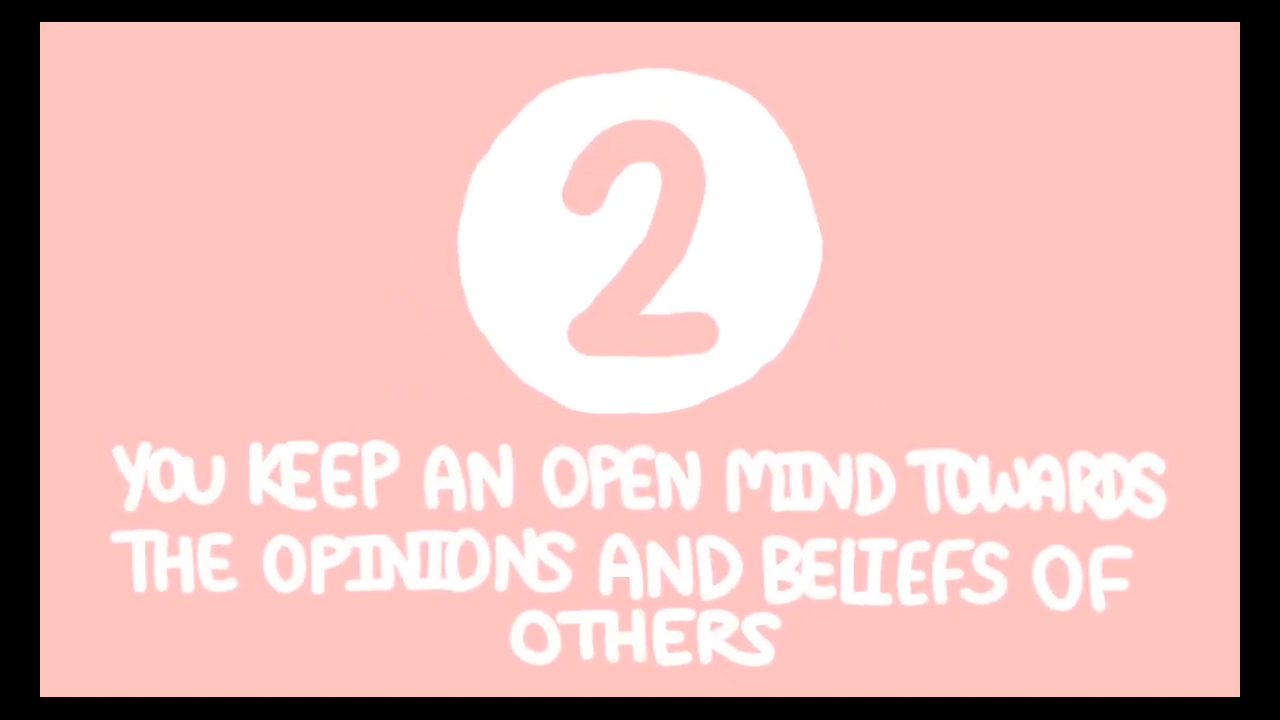 2
YOU KEEP AN OPEN MIND TOWARDS
THE OPINIONS AND BELIEFS OF
OTHERS